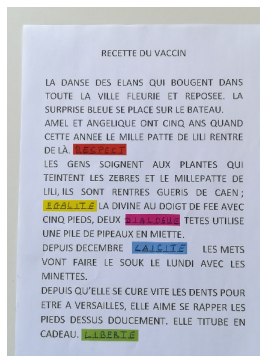 RECETTE DU VACCIN
LA DANSE DES ELANS QUI BOUGENT DANS
TOUTE LA VILLE FLEURIE ET REPOSEE. LA
SURPRISE BLEUE SE PLACE SUR LE BATEAU.
AMEL ET ANGELIQUE ONT CINQ ANS QUAND
CETTE ANNEE LE MILLE PATTE DE LILI RENTRE
DE LÀ. RESPECT
LES GENS SOIGNENT AUX PLANTES QUI
TEINTENT LES ZEBRES ET LE MILLEPATTE DE
LILI, ILS SONT RENTRES GUERIS DE CAEN ;
EGALITE LA DIVINE AU DOIGT DE FEE AVEC
CINQ PIEDS, DEUX DIALOGUE TETES UTILISE
UNE PILE DE PIPEAUX EN MIETTE.
DEPUIS DECEMBRE LAICITE LES METS
VONT FAIRE LE SOUK LE LUNDI AVEC LES
MINETTES.
DEPUIS QU'ELLE SE CURE VITE LES DENTS POUR
ETRE A VERSAILLES, ELLE AIME SE RAPPER LES
PIEDS DESSUS DOUCEMENT. ELLE TITUBE EN
CADEAU. LIBERTE